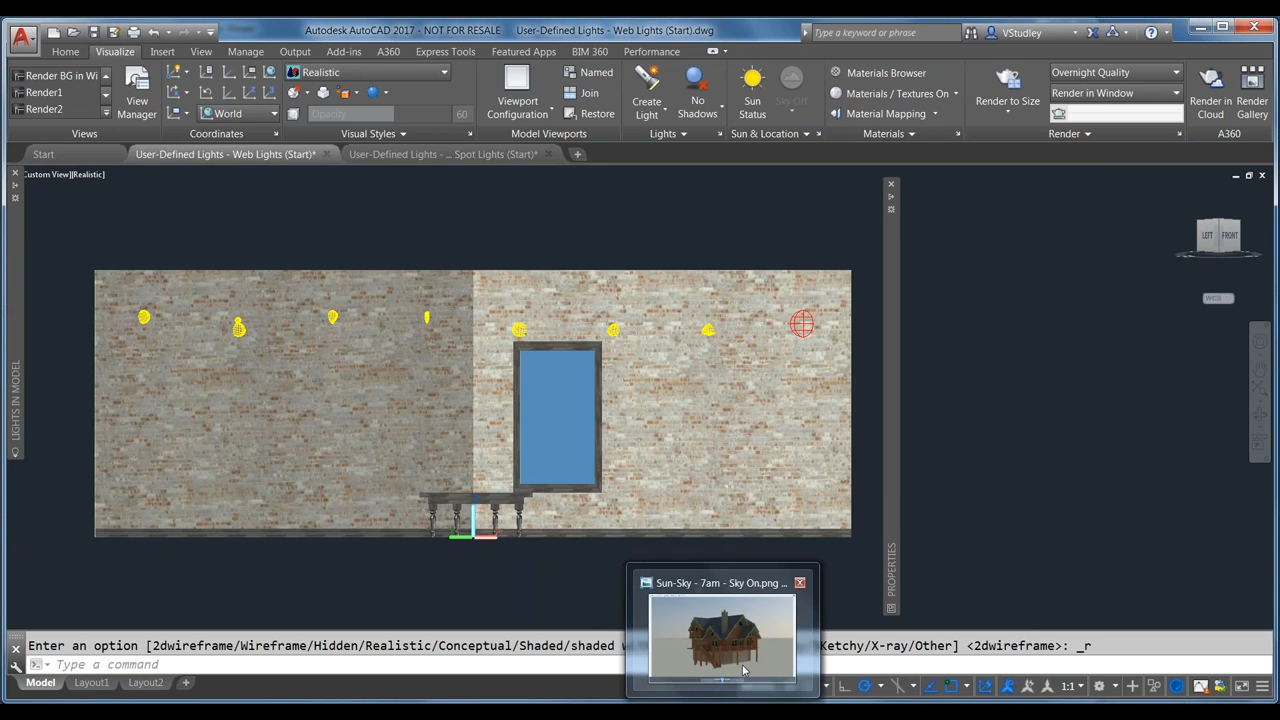 Autodesk AutoCAD 2017 - NOT FOR RESALE User-Defined Lights - Web Lights (Start).dwg
Type a keyword or phrase
VStudley
Home Visualize Insert View Manage Output Add-ins A360 Express Tools Featured Apps BIM 360 Performance
Render BG in Wi
Render1
Render2
View
Manager
World
Realistic
Opacity 60
Viewport
Configuration
Named
Join
Restore
Create
Light
No
Shadows
Sun
Status
Sky Off
Materials Browser
Materials / Textures On
Material Mapping
Render to Size
Overnight Quality
Render in Window
Render in
Cloud
Render
Gallery
Views Coordinates Visual Styles Model Viewports Lights Sun & Location Materials Render A360
Start User-Defined Lights - Web Lights (Start)* User-Defined Lights - ... Spot Lights (Start)*
Custom View][Realistic]
LEFT FRONT
WCS
LIGHTS IN MODEL
PROPERTIES
Sun-Sky - 7am - Sky On.png ...
Enter an option [2dwireframe/Wireframe/Hidden/Realistic/Conceptual/Shaded/shaded w Ketchy/X-ray/Other] <2dwireframe>: _r
Type a command
Model Layout1 Layout2
1:1